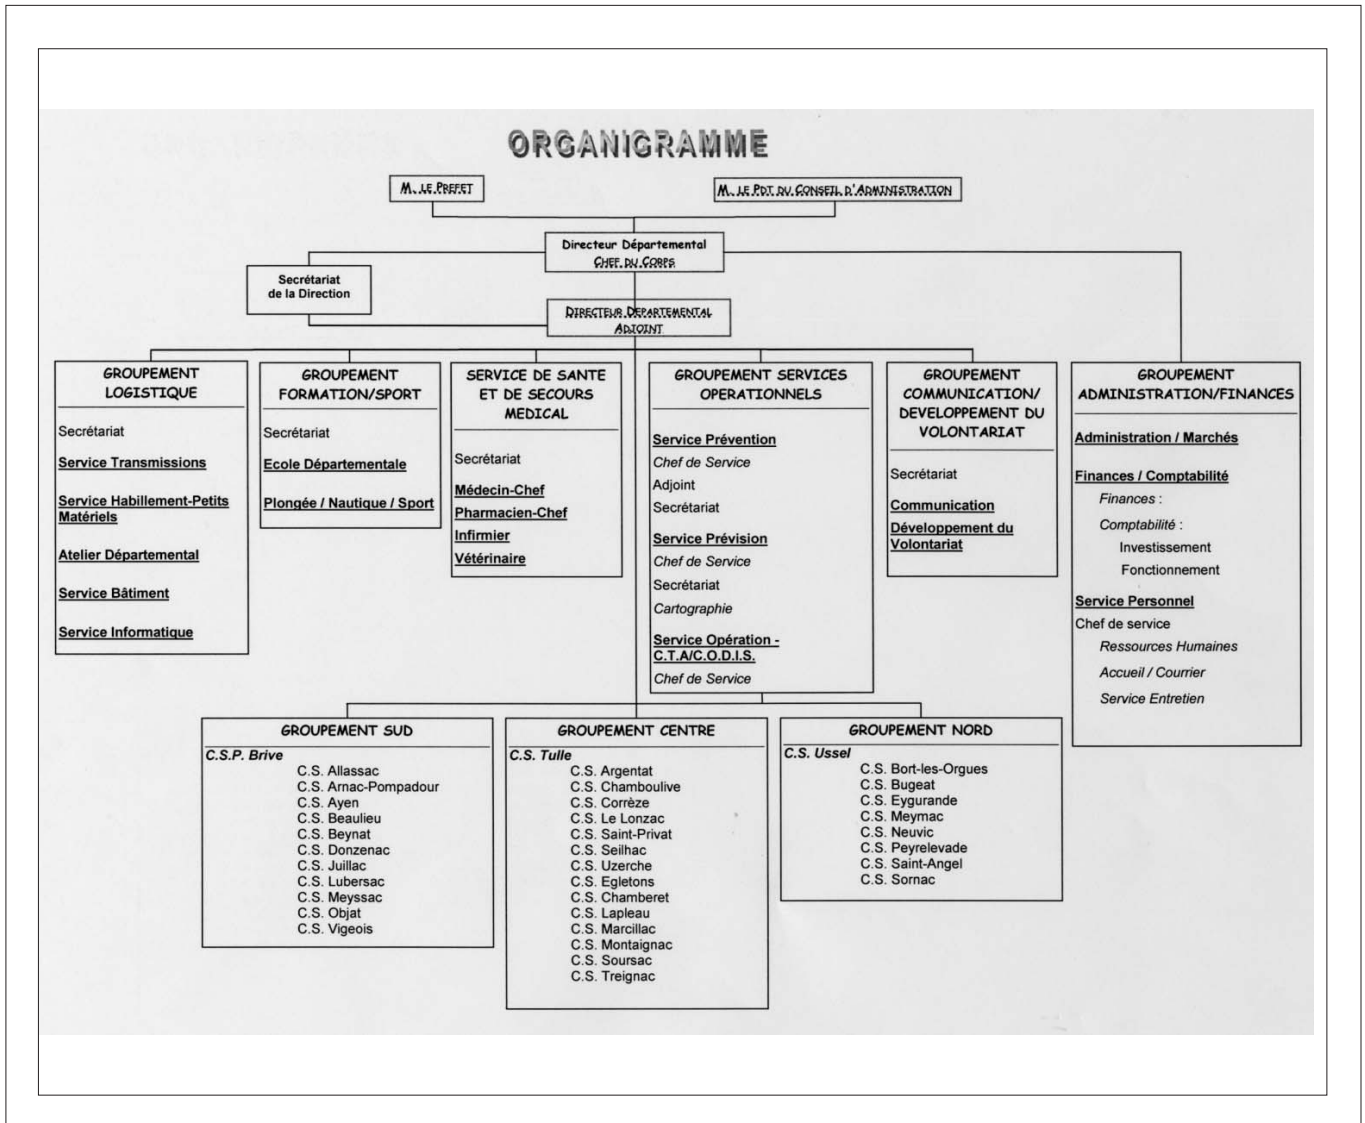 ORGANIGRAMME
M. LE PREFET
M. LE PDT DU CONSEIL D'ADMINISTRATION
Directeur Départemental
CHEF DU CORPS
Secrétariat
de la Direction
DIRECTEUR DEPARTEMENTAL
ADJOINT
GROUPEMENT
LOGISTIQUE
Secrétariat
Service Transmissions
Service Habillement-Petits
Matériels
Atelier Départemental
Service Bâtiment
Service Informatique
GROUPEMENT
FORMATION/SPORT
Secrétariat
Ecole Départementale
Plongée / Nautique / Sport
SERVICE DE SANTE
ET DE SECOURS
MEDICAL
Secrétariat
Médecin-Chef
Pharmacien-Chef
Infirmier
Vétérinaire
GROUPEMENT SERVICES
OPERATIONNELS
Service Prévention
Chef de Service
Adjoint
Secrétariat
Service Prévision
Chef de Service
Secrétariat
Cartographie
Service Opération -
C.T.A/C.O.D.I.S.
Chef de Service
GROUPEMENT
COMMUNICATION/
DEVELOPPEMENT DU
VOLONTARIAT
Secrétariat
Communication
Développement du
Volontariat
GROUPEMENT
ADMINISTRATION/FINANCES
Administration / Marchés
Finances / Comptabilité
Finances :
Comptabilité :
Investissement
Fonctionnement
Service Personnel
Chef de service
Ressources Humaines
Accueil / Courrier
Service Entretien
GROUPEMENT SUD
C.S.P. Brive
C.S. Allassac
C.S. Arnac-Pompadour
C.S. Ayen
C.S. Beaulieu
C.S. Beynat
C.S. Donzenac
C.S. Juillac
C.S. Lubersac
C.S. Meyssac
C.S. Objat
C.S. Vigeois
GROUPEMENT CENTRE
C.S. Tulle
C.S. Argentat
C.S. Chamboulive
C.S. Corrèze
C.S. Le Lonzac
C.S. Saint-Privat
C.S. Seilhac
C.S. Uzerche
C.S. Egletons
C.S. Chamberet
C.S. Lapleau
C.S. Marcillac
C.S. Montaignac
C.S. Soursac
C.S. Treignac
GROUPEMENT NORD
C.S. Ussel
C.S. Bort-les-Orgues
C.S. Bugeat
C.S. Eygurande
C.S. Meymac
C.S. Neuvic
C.S. Peyrelevade
C.S. Saint-Angel
C.S. Sornac